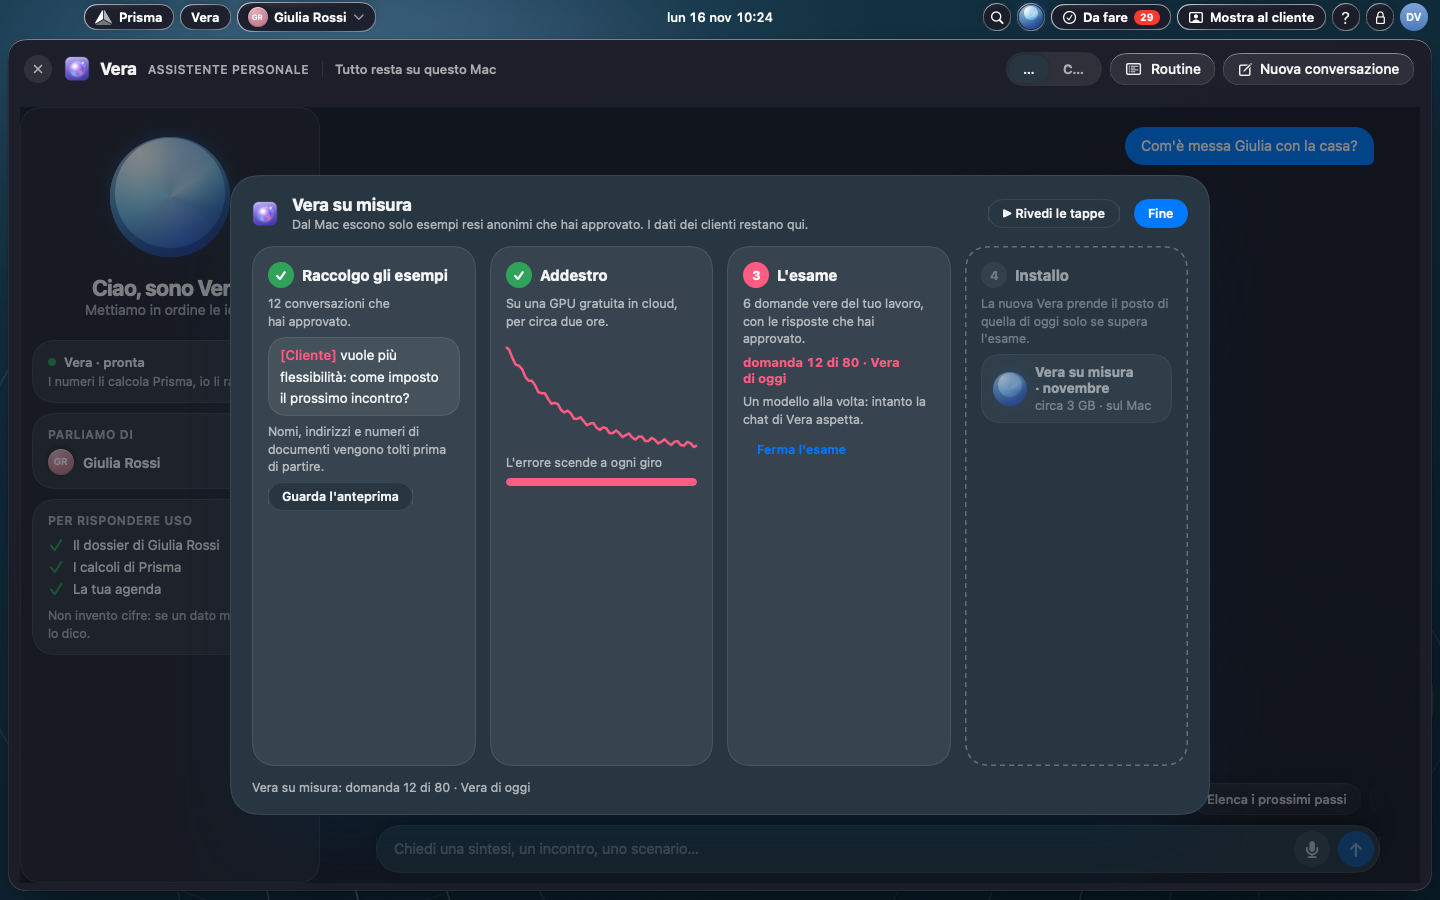 Prisma
Vera
GR Giulia Rossi
lun 16 nov 10:24
Da fare 29
Mostra al cliente
?
DV
Vera ASSISTENTE PERSONALE Tutto resta su questo Mac
...
C...
Routine
Nuova conversazione
Com'è messa Giulia con la casa?
Ciao, sono Ver
Mettiamo in ordine le
Vera · pronta
I numeri li calcola Prisma, io li
PARLIAMO DI
GR Giulia Rossi
PER RISPONDERE USO
Il dossier di Giulia Rossi
I calcoli di Prisma
La tua agenda
Non invento cifre: se un dato
lo dico.
Vera su misura
Dal Mac escono solo esempi resi anonimi che hai approvato. I dati dei clienti restano qui.
Rivedi le tappe
Fine
Raccolgo gli esempi
12 conversazioni che
hai approvato.
[Cliente] vuole più
flessibilità: come imposto
il prossimo incontro?
Nomi, indirizzi e numeri di
documenti vengono tolti prima
di partire.
Guarda l'anteprima
Addestro
Su una GPU gratuita in cloud,
per circa due ore.
L'errore scende a ogni giro
3 L'esame
6 domande vere del tuo lavoro,
con le risposte che hai
approvato.
domanda 12 di 80 · Vera
di oggi
Un modello alla volta: intanto la
chat di Vera aspetta.
Ferma l'esame
4 Installo
La nuova Vera prende il posto di
quella di oggi solo se supera
l'esame.
Vera su misura
· novembre
circa 3 GB · sul Mac
Vera su misura: domanda 12 di 80 · Vera di oggi
Elenca i prossimi passi
Chiedi una sintesi, un incontro, uno scenario...